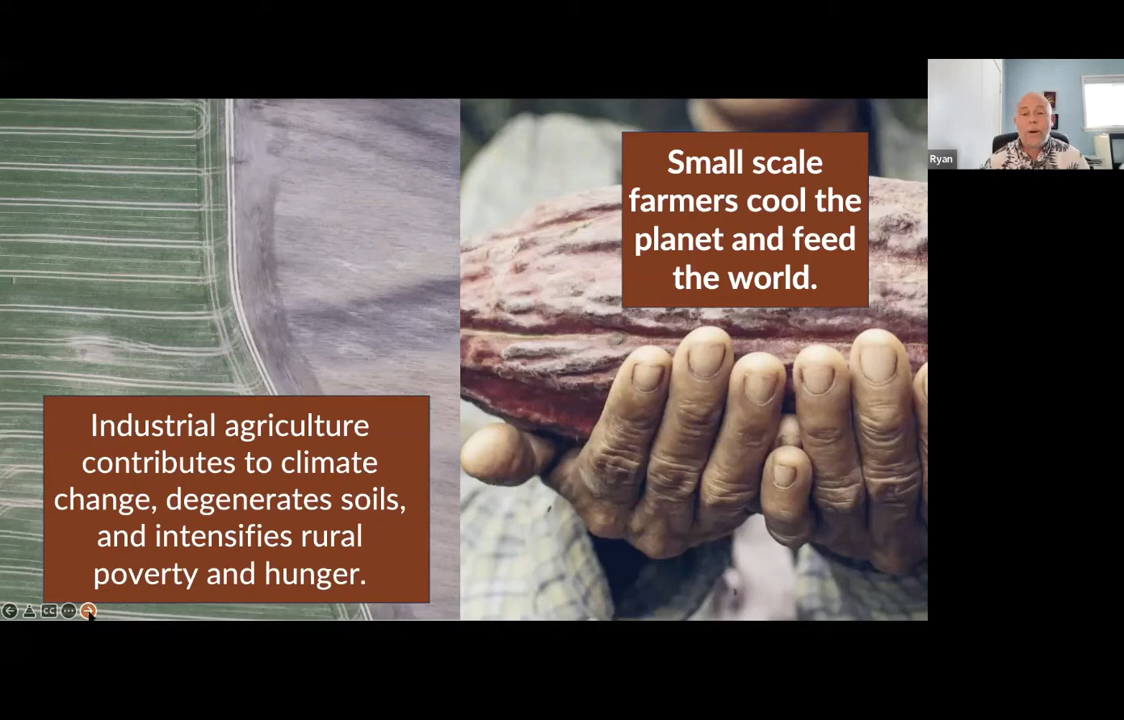 Industrial agriculture
contributes to climate
change, degenerates soils,
and intensifies rural
poverty and hunger.
Small scale
farmers cool the
planet and feed
the world.
Ryan
CC